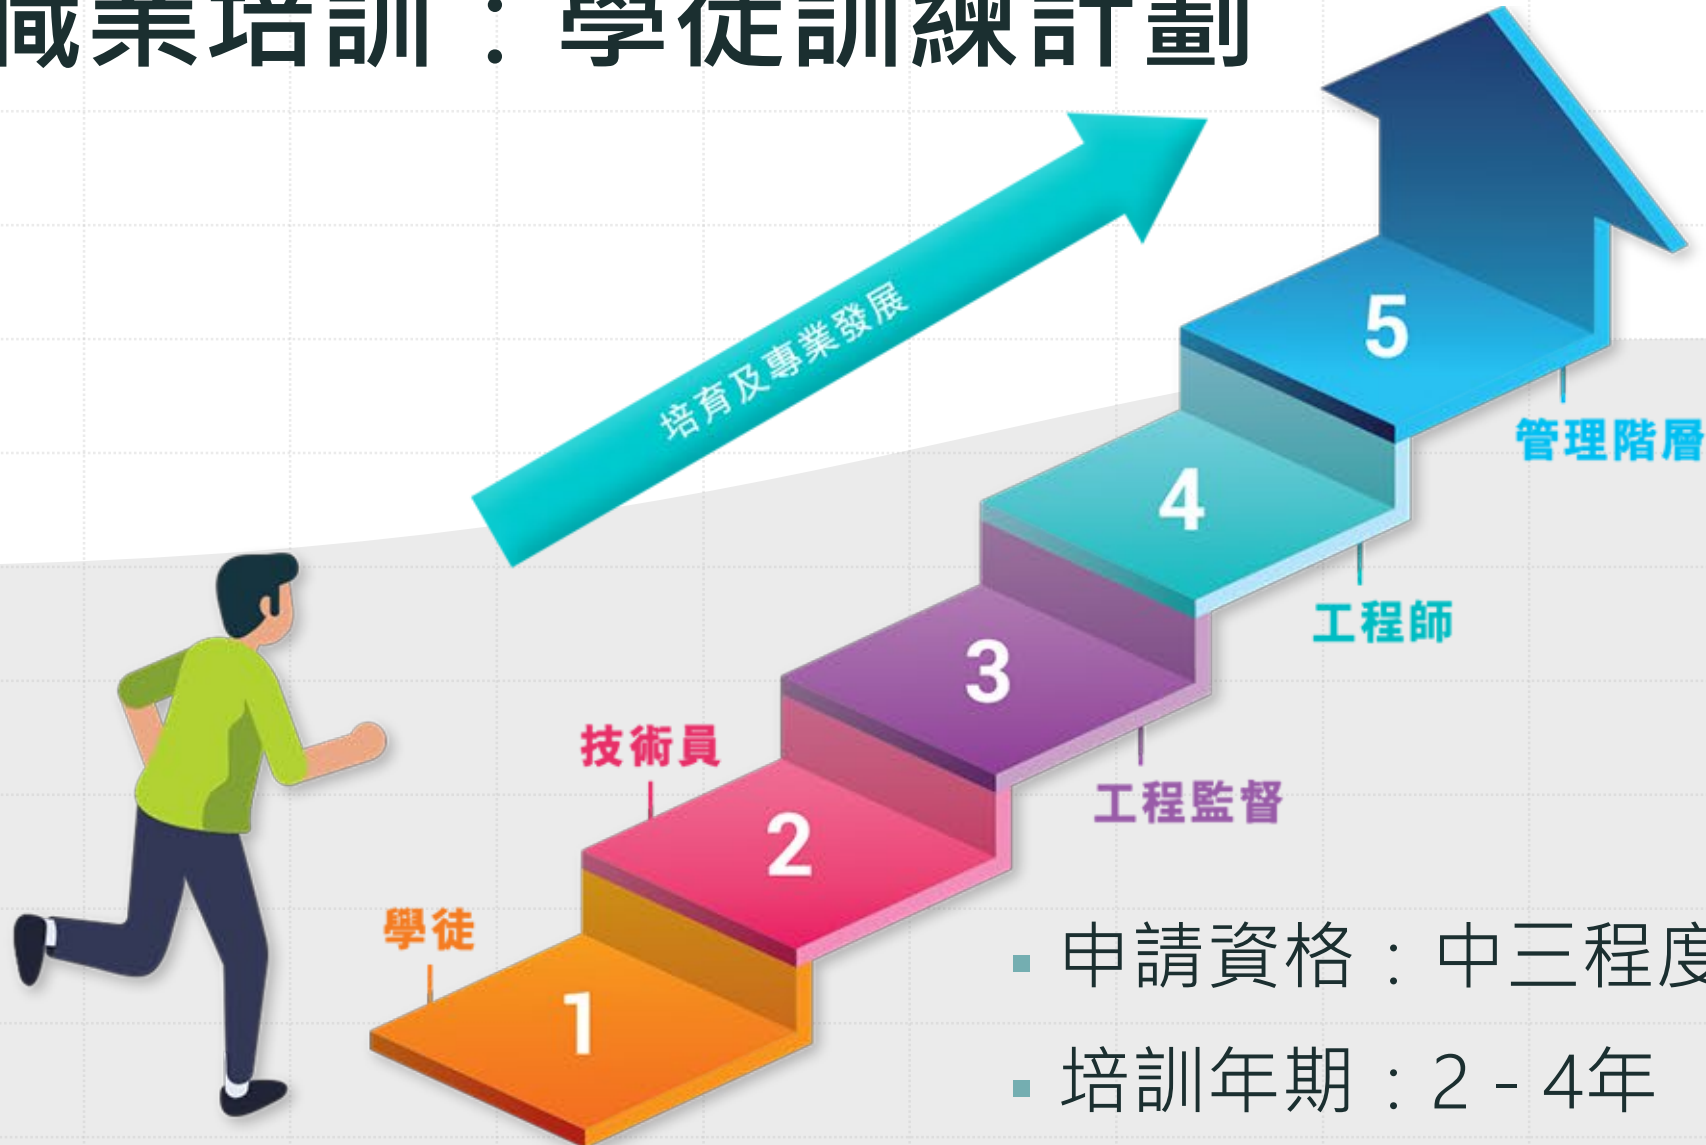 職業培訓：學徒訓練計劃
培育及專業發展
5
管理階層
4
工程師
3
工程監督
技術員
2
學徒
1
▪ 申請資格：中三程度
▪ 培訓年期：2 - 4年